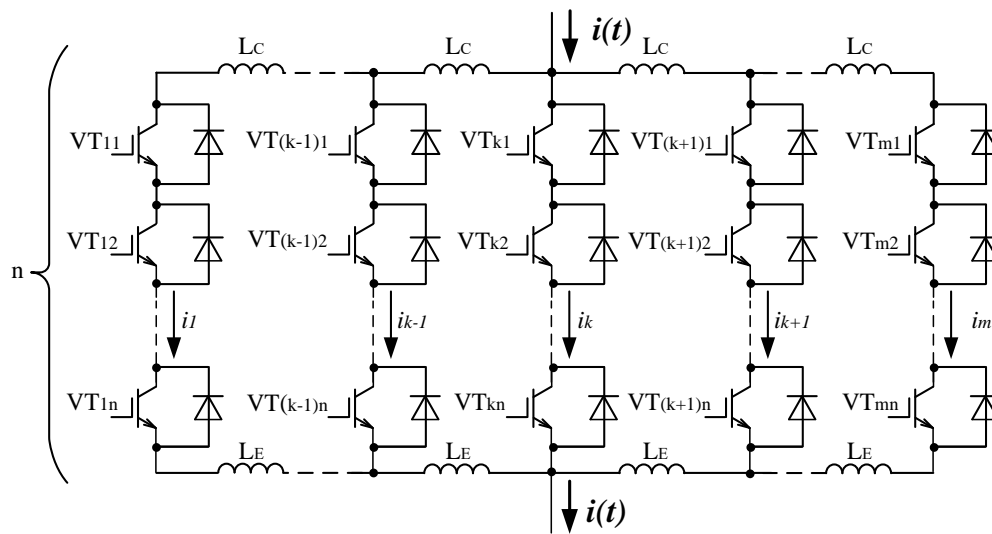 i(t)
LC LC LC LC
VT11 VT(k-1)1 VTk1 VT(k+1)1 VTm1
VT12 VT(k-1)2 VTk2 VT(k+1)2 VTm2
n
i1 ik-1 ik ik+1 im
VT1n VT(k-1)n VTkn VT(k+1)n VTmn
LE LE LE LE
i(t)